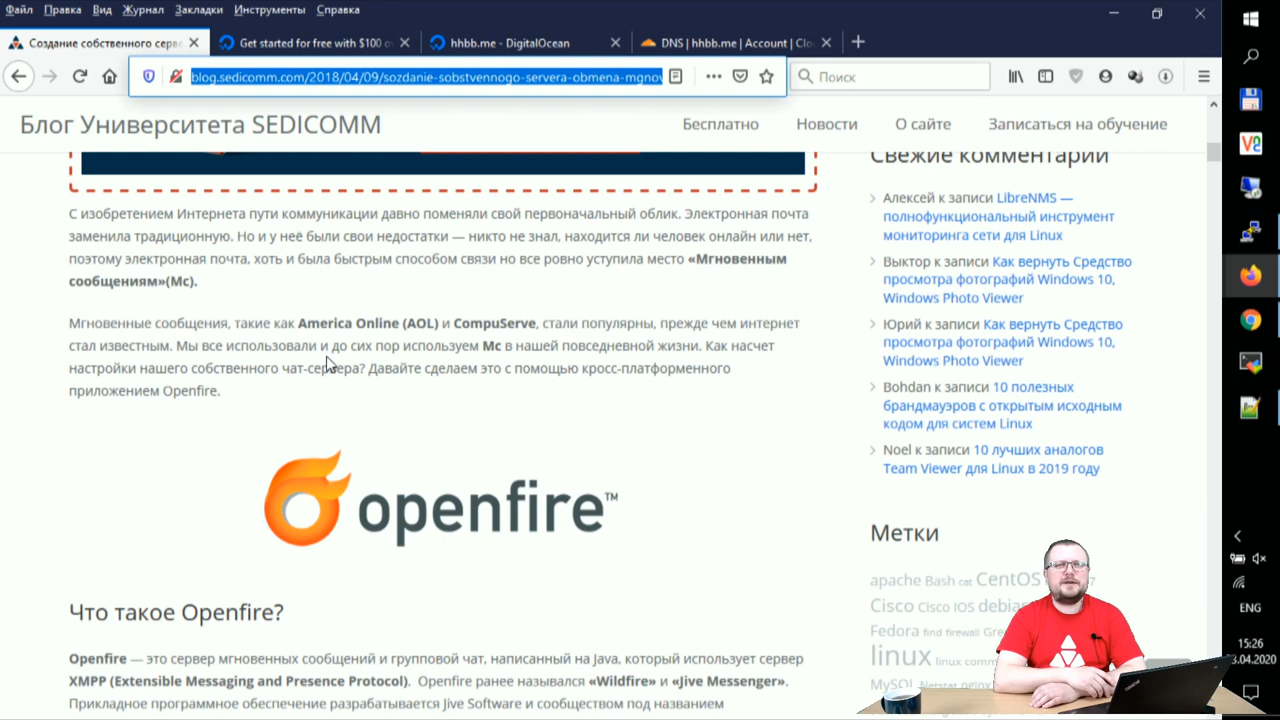 Файл Правка Вид Журнал Закладки Инструменты Справка
Создание собственного серв
Get started for free with $100 o
hhbb.me - DigitalOcean
DNS | hhbb.me | Account | Clo
blog.sedicomm.com/2018/04/09/sozdanie-sobstvennogo-servera-obmena-mgnov
Поиск
Блог Университета SEDICOMM
Бесплатно Новости О сайте Записаться на обучение
С изобретением Интернета пути коммуникации давно поменяли свой первоначальный облик. Электронная почта
заменила традиционную. Но и у неё были свои недостатки — никто не знал, находится ли человек онлайн или нет,
поэтому электронная почта, хоть и была быстрым способом связи но все ровно уступила место «Мгновенным
сообщениям»(Мс).
Мгновенные сообщения, такие как America Online (AOL) и CompuServe, стали популярны, прежде чем интернет
стал известным. Мы все использовали и до сих пор используем Мс в нашей повседневной жизни. Как насчет
настройки нашего собственного чат-сервера? Давайте сделаем это с помощью кросс-платформенного
приложением Openfire.
openfire™
Что такое Openfire?
Openfire — это сервер мгновенных сообщений и групповой чат, написанный на Java, который использует сервер
XMPP (Extensible Messaging and Presence Protocol). Openfire ранее назывался «Wildfire» и «Jive Messenger».
Прикладное программное обеспечение разрабатывается Jive Software и сообществом под названием
Свежие комментарии
Алексей к записи LibreNMS —
полнофункциональный инструмент
мониторинга сети для Linux
Выктор к записи Как вернуть Средство
просмотра фотографий Windows 10,
Windows Photo Viewer
Юрий к записи Как вернуть Средство
просмотра фотографий Windows 10,
Windows Photo Viewer
Bohdan к записи 10 полезных
брандмауэров с открытым исходным
кодом для систем Linux
Noel к записи 10 лучших аналогов
Team Viewer для Linux в 2019 году
Метки
apache Bash cat CentOS
Cisco Cisco IOS debian
Fedora find firewall
linux linux
MySQL Netstat nginx
ENG
15:26